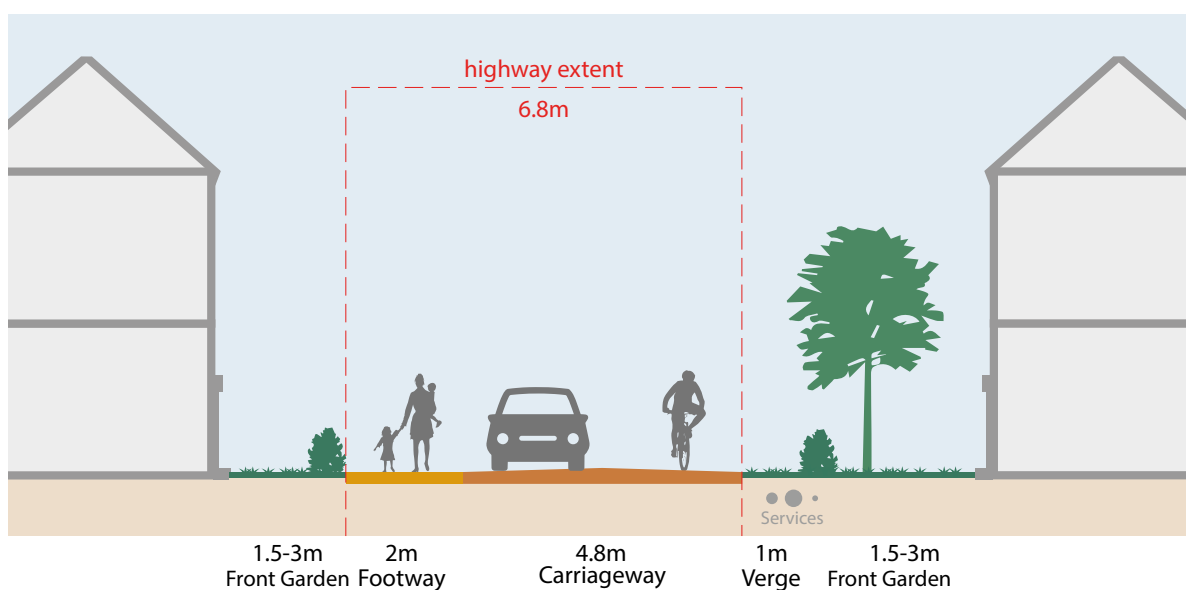 highway extent
6.8m
Services
1.5-3m 2m 4.8m 1m 1.5-3m
Front Garden Footway Carriageway Verge Front Garden